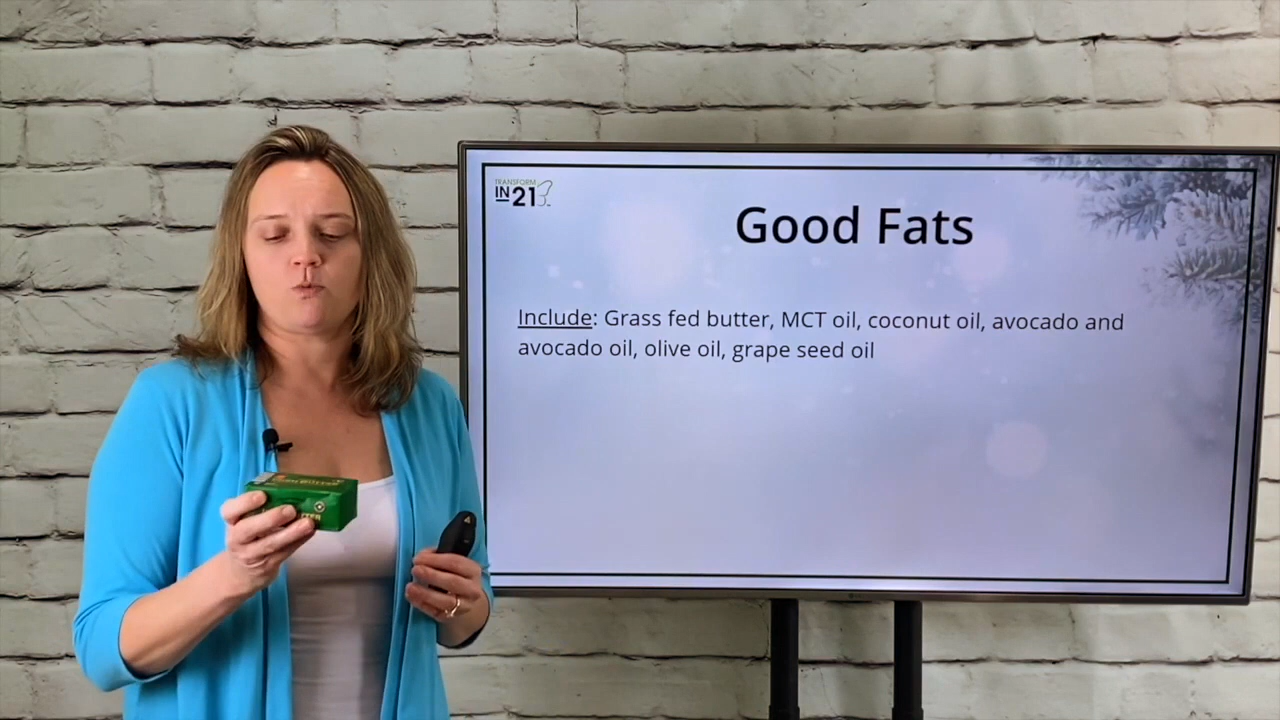 TRANSFORM
IN 21
Good Fats
Include: Grass fed butter, MCT oil, coconut oil, avocado and
avocado oil, olive oil, grape seed oil